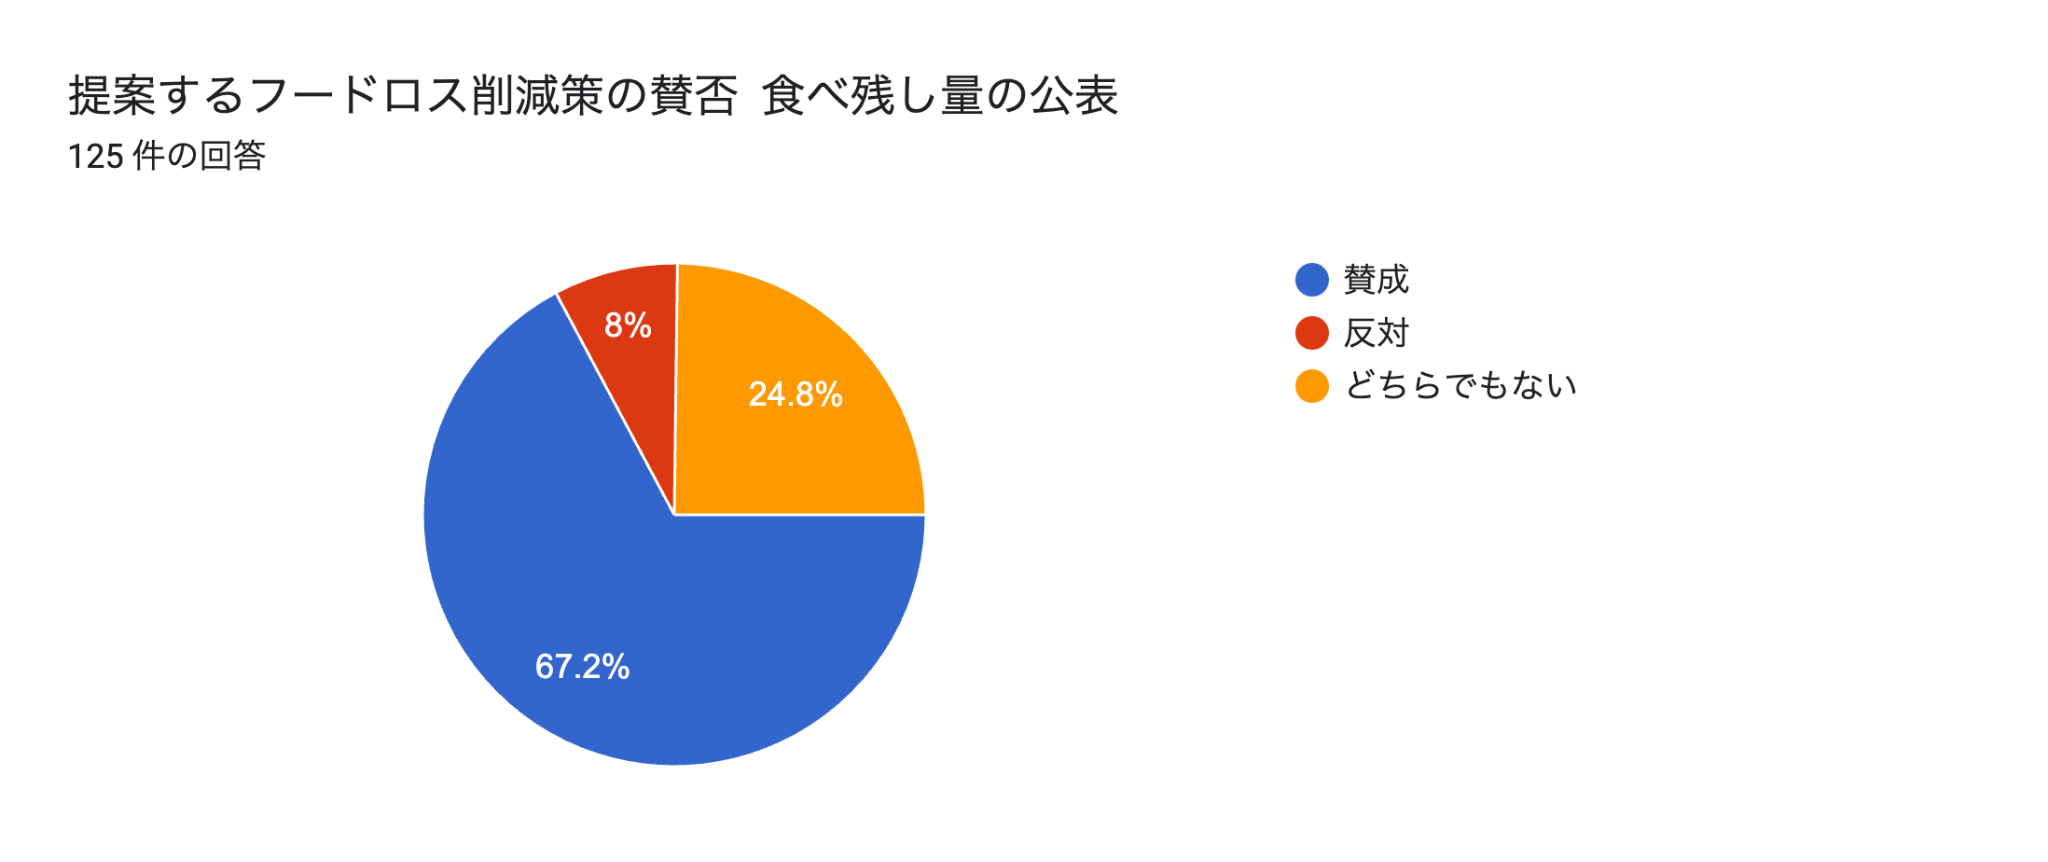 提案するフードロス削減策の賛否 食べ残し量の公表
125 件の回答
賛成
反対
どちらでもない
8%
24.8%
67.2%